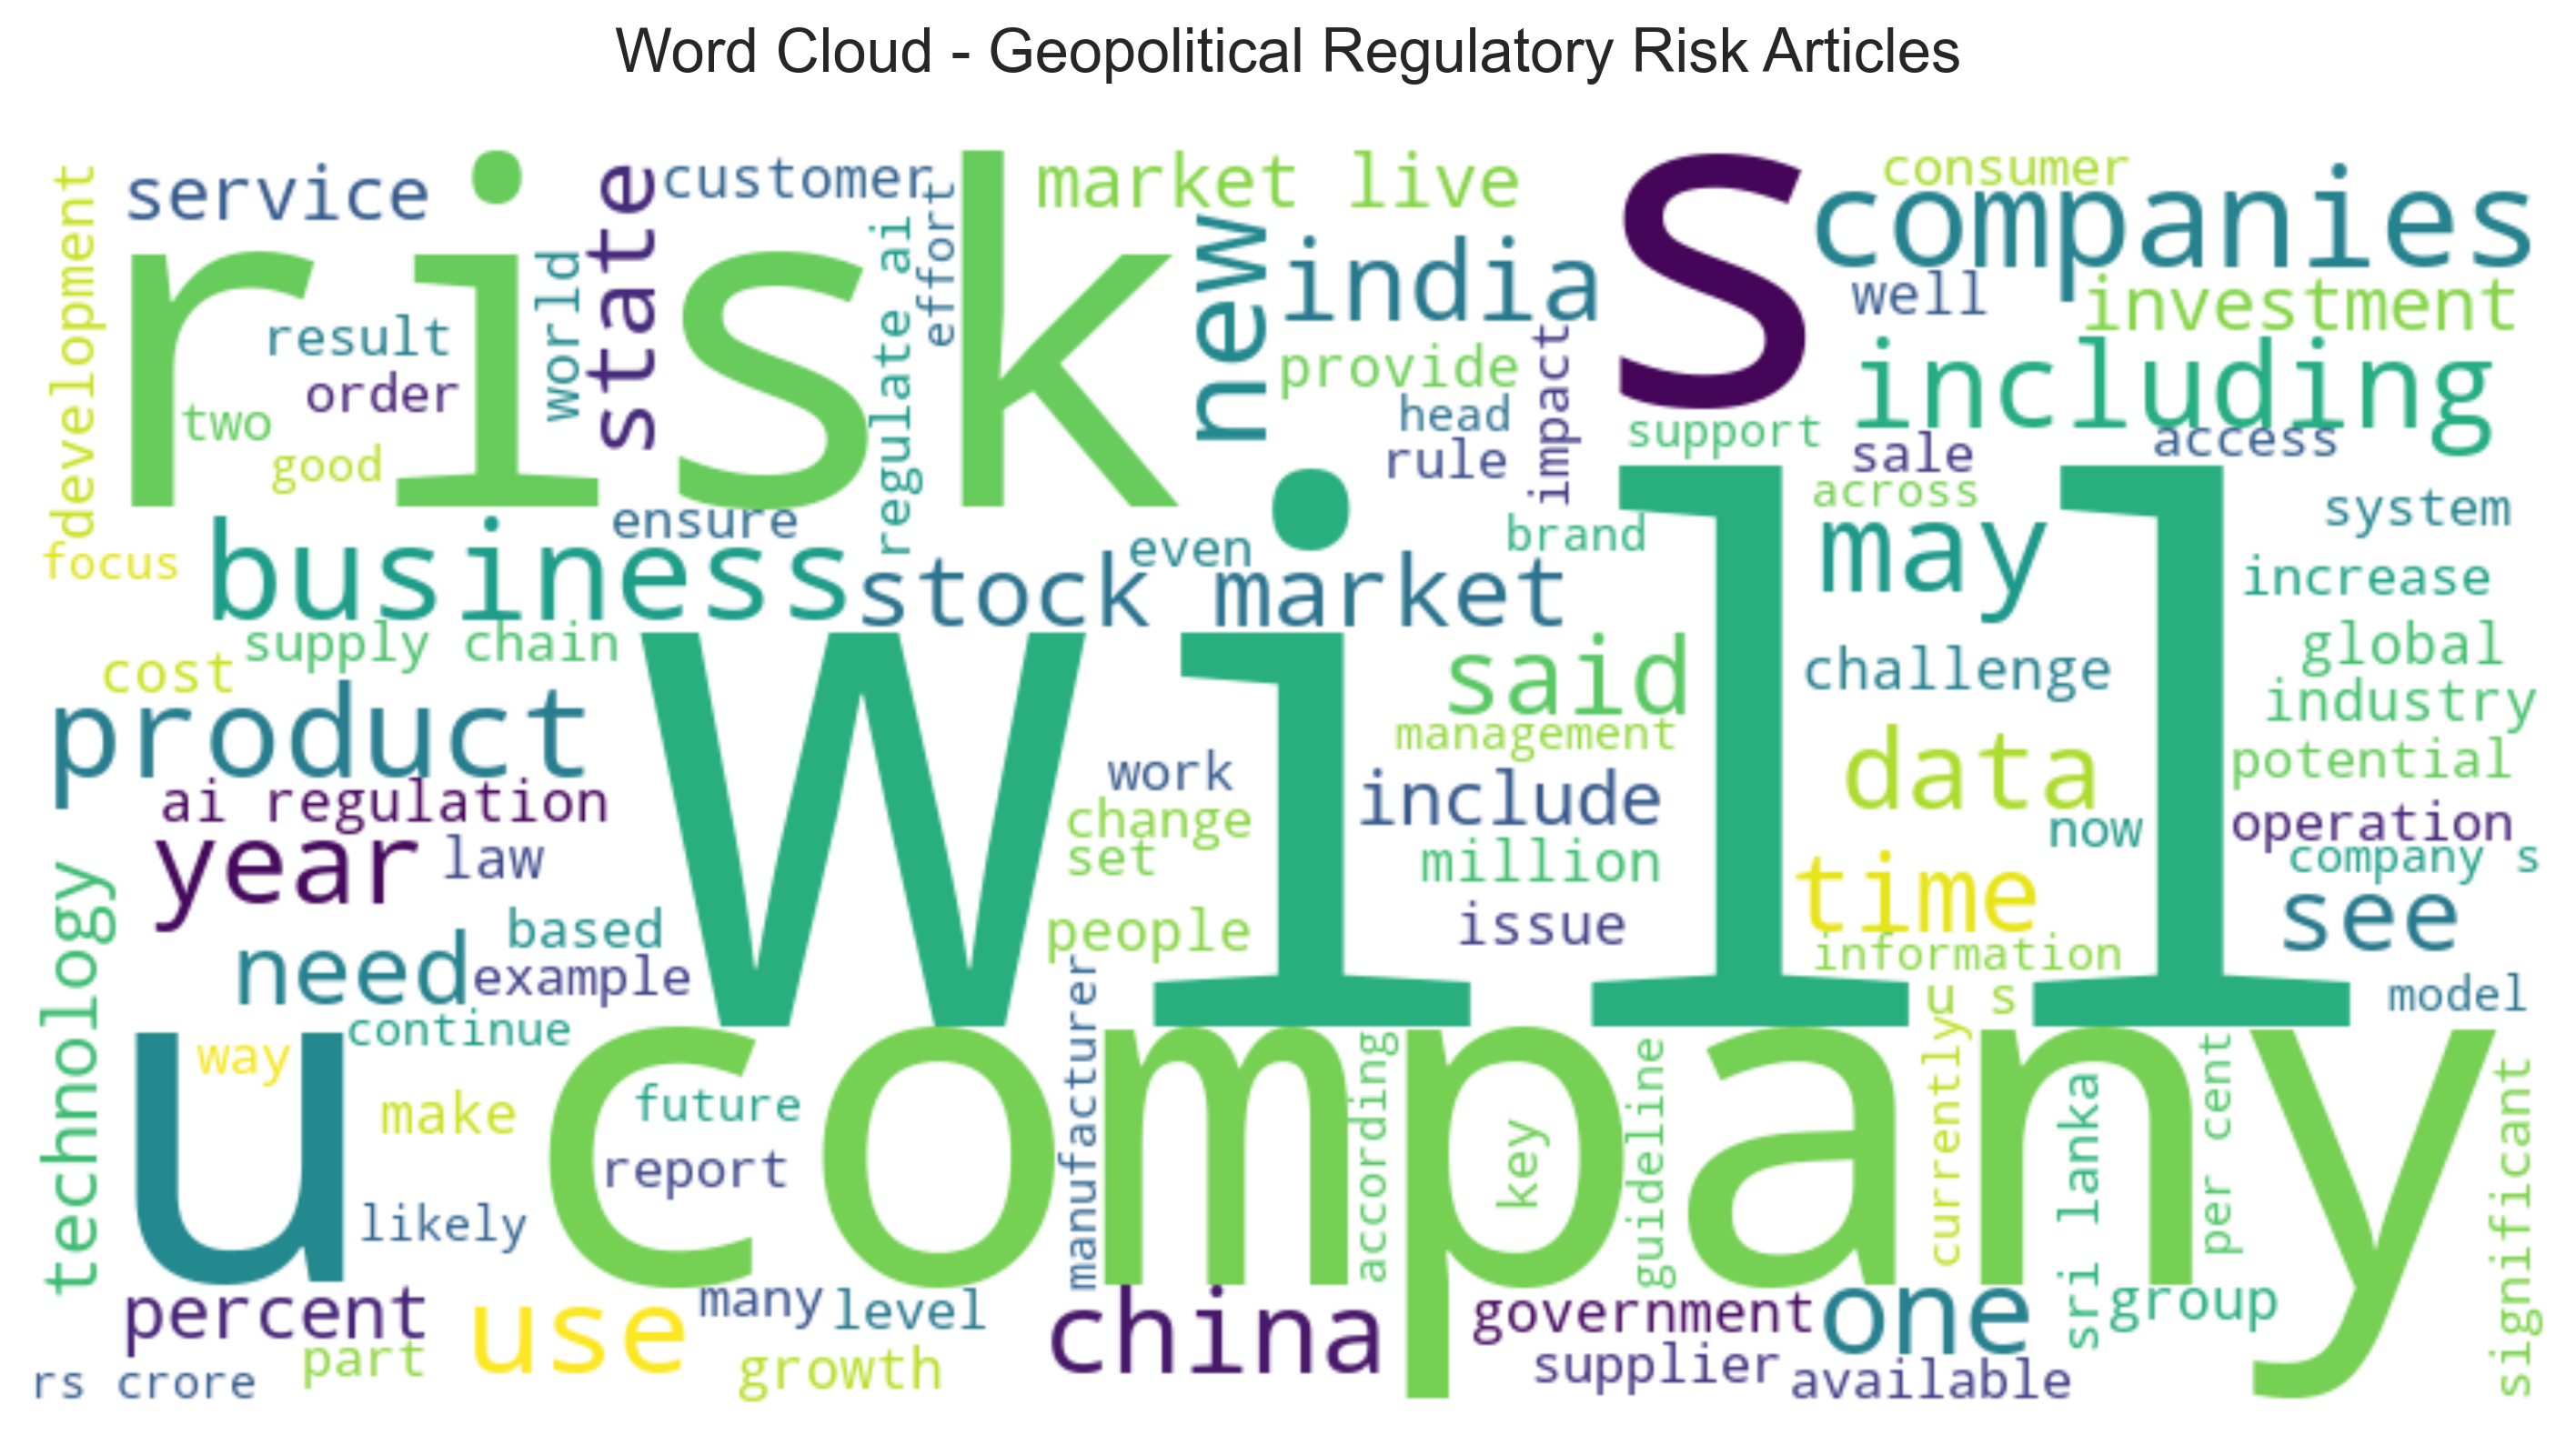 Word Cloud - Geopolitical Regulatory Risk Articles
development
service
risk
state
customer
market live
new
s
consumer
companies
india
well
investment
result
order
two
good
world
regulate ai
effort
provide
head
rule
impact
including
support
sale
access
across
system
focus
business
ensure
even
stock market
brand
may
increase
supply chain
cost
product
will
said
management
challenge
global
industry
potential
ai regulation
year
law
work
change
set
include
million
data
now
operation
company s
time
see
technology
need
based
example
people
issue
information
u s
model
u
way
continue
make
future
report
likely
company
manufacturer
according
key
guideline
currently
sri lanka
per cent
significant
percent
part
rs crore
use
many
level
growth
china
government
supplier
one
available
group